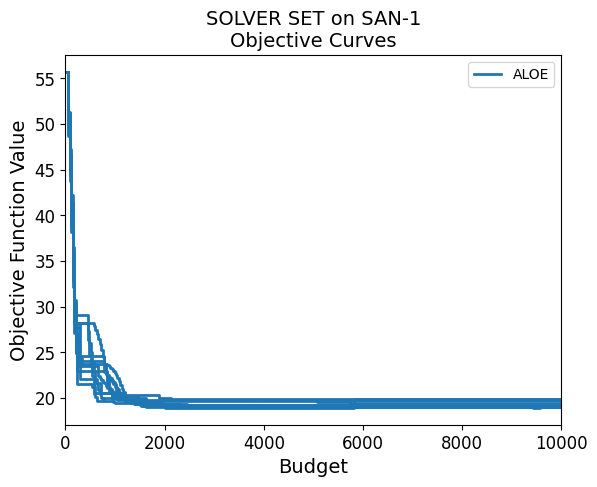 SOLVER SET on SAN-1
Objective Curves
ALOE
Objective Function Value
55
50
45
40
35
30
25
20
0
2000
4000
6000
8000
10000
Budget